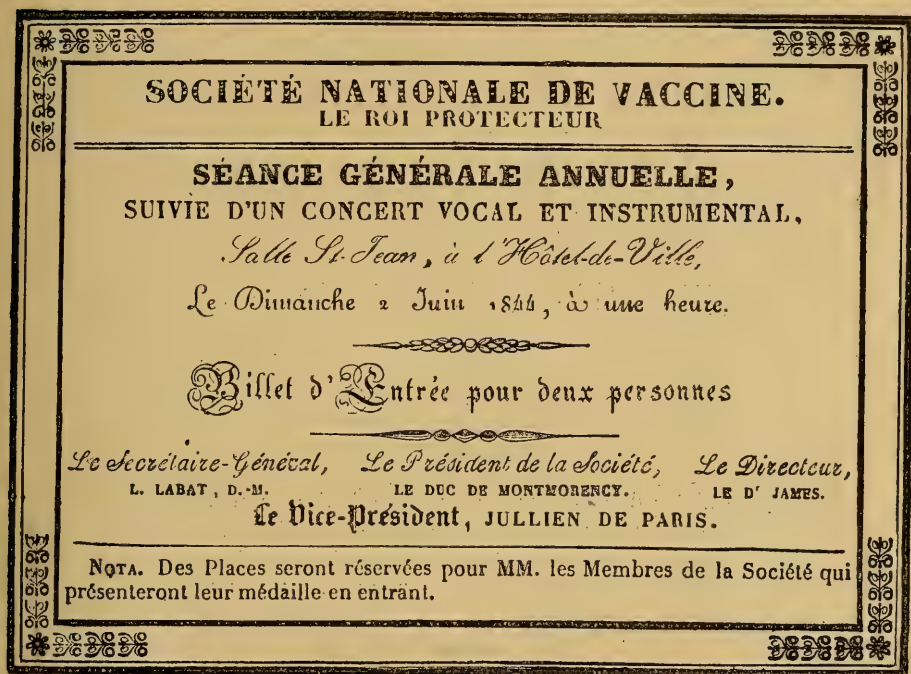 SOCIÉTÉ NATIONALE DE VACCINE.
LE ROI PROTECTEUR
SÉANCE GÉNÉRALE ANNUELLE,
SUIVIE D'UN CONCERT VOCAL ET INSTRUMENTAL,
Salle St-Jean, à l'Hôtel-de-Ville,
Le Dimanche 2 Juin 1844, à une heure.
Billet d'Entrée pour deux personnes
Le Secrétaire-Général, Le Président de la Société, Le Directeur,
L. LABAT, D.-M. LE DUC DE MONTMORENCY. LE Dr JAMES.
Le Vice-Président, JULLIEN DE PARIS.
NOTA. Des Places seront réservées pour MM. les Membres de la Société qui
présenteront leur médaille en entrant.